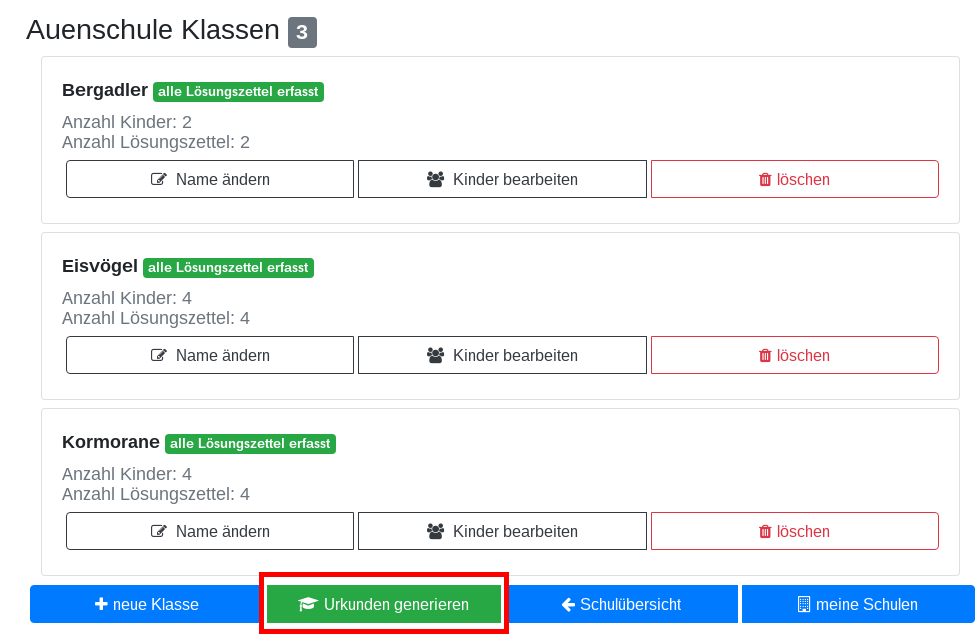 Auenschule Klassen 3
Bergadler alle Lösungszettel erfasst
Anzahl Kinder: 2
Anzahl Lösungszettel: 2
Name ändern Kinder bearbeiten löschen
Eisvögel alle Lösungszettel erfasst
Anzahl Kinder: 4
Anzahl Lösungszettel: 4
Name ändern Kinder bearbeiten löschen
Kormorane alle Lösungszettel erfasst
Anzahl Kinder: 4
Anzahl Lösungszettel: 4
Name ändern Kinder bearbeiten löschen
neue Klasse Urkunden generieren Schulübersicht meine Schulen